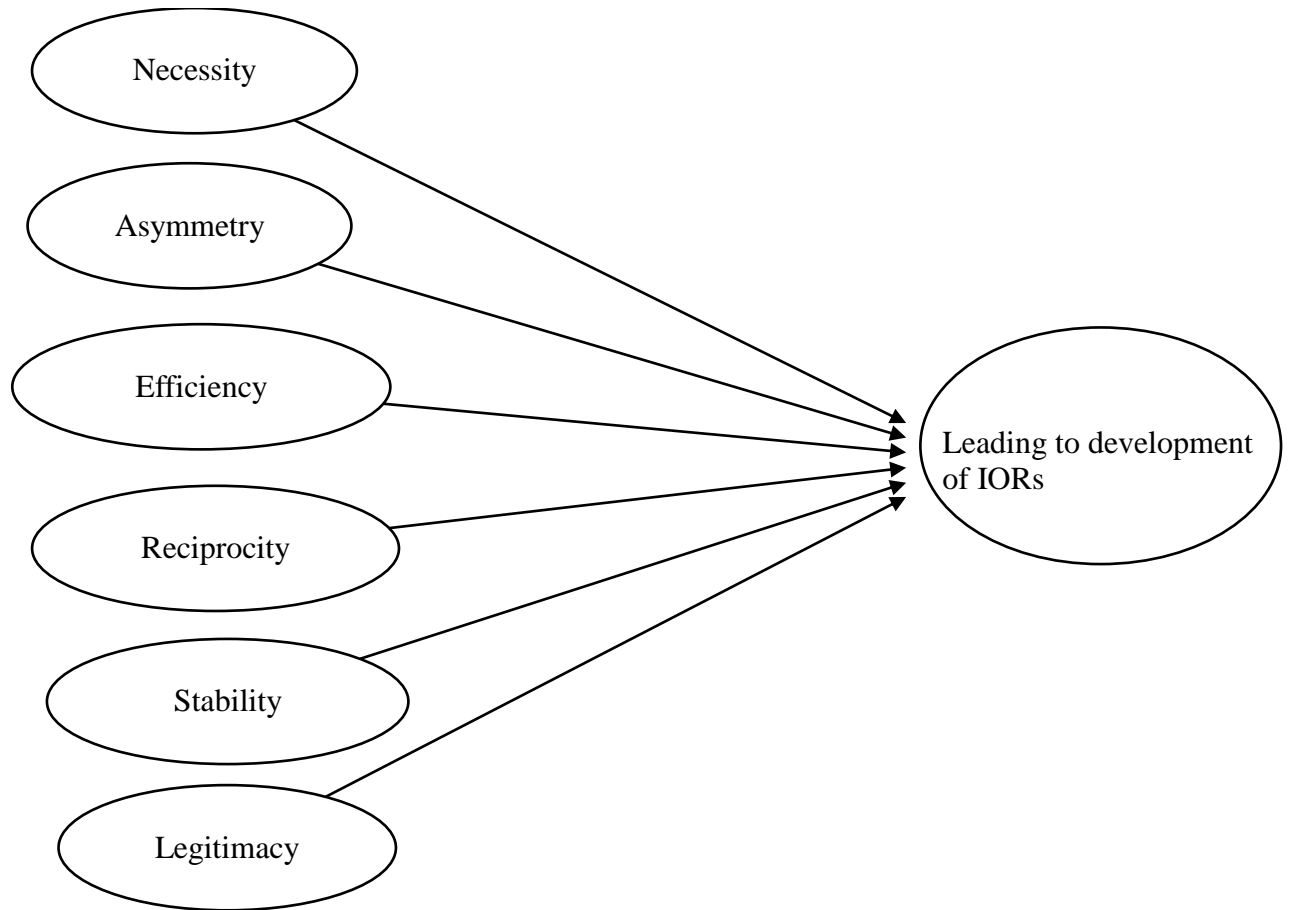 Necessity
Asymmetry
Efficiency
Reciprocity
Stability
Legitimacy
Leading to development
of IORs